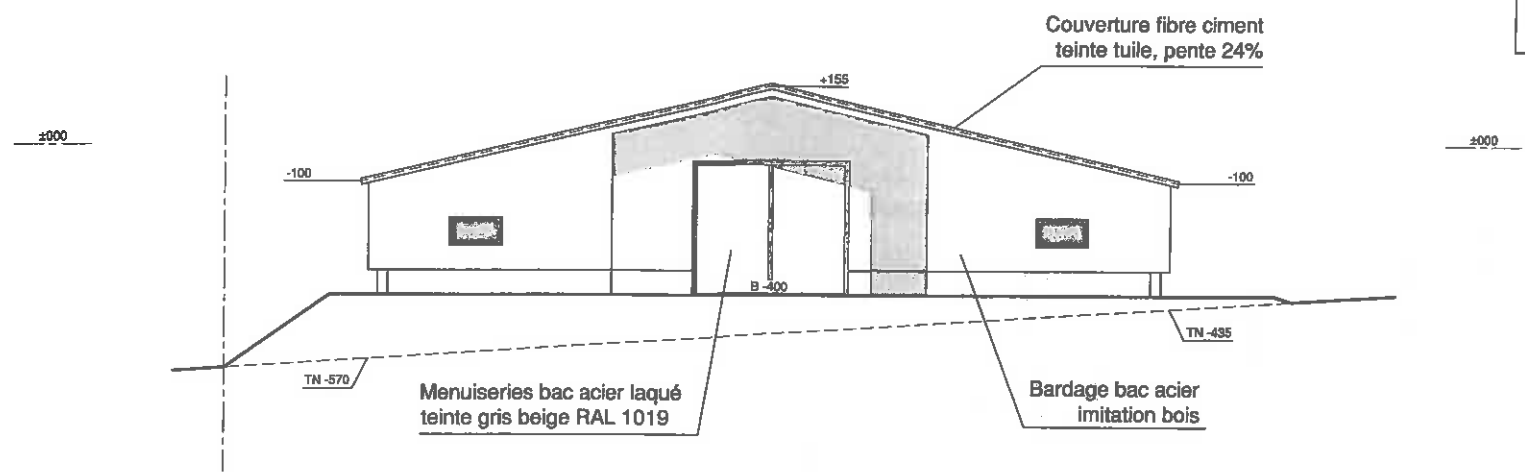 Couverture fibre ciment
teinte tuile, pente 24%
+155
±000
±000
-100
-100
B -400
TN -435
TN -570
Menuiseries bac acier laqué
teinte gris beige RAL 1019
Bardage bac acier
imitation bois